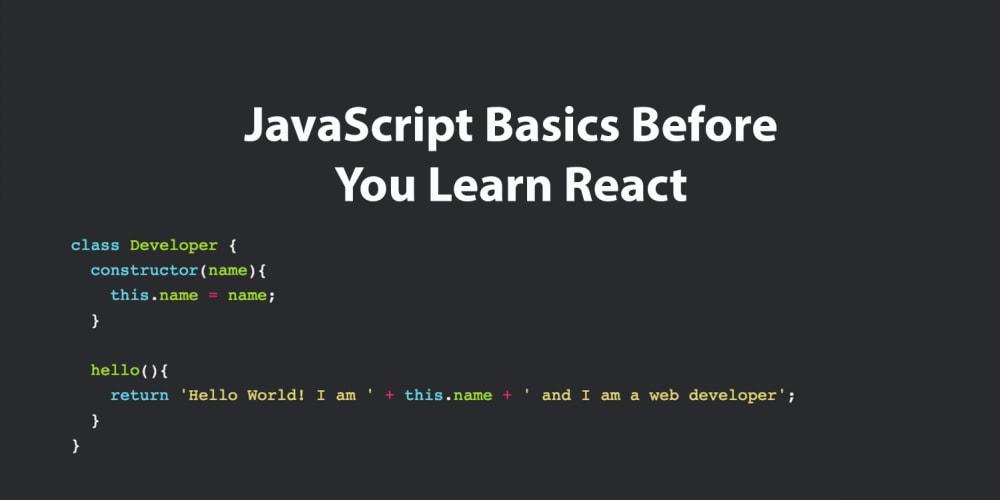 JavaScript Basics Before
You Learn React
class Developer {
  constructor(name){
    this.name = name;
  }

  hello(){
    return 'Hello World! I am ' + this.name + ' and I am a web developer';
  }
}